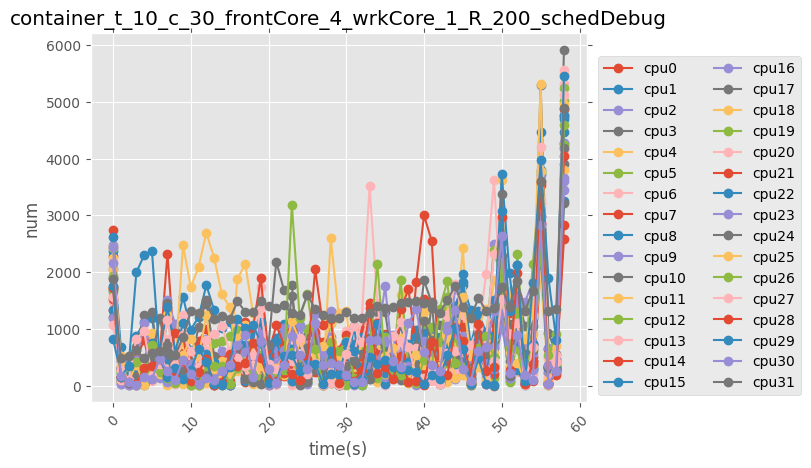 container_t_10_c_30_frontCore_4_wrkCore_1_R_200_schedDebug
6000
5000
4000
3000
2000
1000
0
num
0
10
20
30
40
50
60
time(s)
cpu0
cpu1
cpu2
cpu3
cpu4
cpu5
cpu6
cpu7
cpu8
cpu9
cpu10
cpu11
cpu12
cpu13
cpu14
cpu15
cpu16
cpu17
cpu18
cpu19
cpu20
cpu21
cpu22
cpu23
cpu24
cpu25
cpu26
cpu27
cpu28
cpu29
cpu30
cpu31